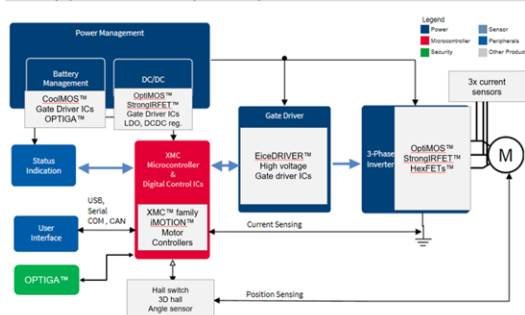 Legend
Power
Sensor
Microcontroller
Peripherals
Security
Power Management
Battery
Management
CoolMOS™
Gate Driver ICs
OPTIGA™
DC/DC
OptiMOS™
StrongIRFET™
Gate Driver ICs
LDO, DCDC reg.
3x current
sensors
Status
Indication
XMC
Microcontroller
&
Digital Control ICs
XMC™ family
iMOTION™
Motor
Controllers
Gate Driver
EiceDRIVER™
High voltage
Gate driver ICs
3-Phase
Inverter
OptiMOS™
StrongIRFET™
HexFETs™
M
USB,
Serial
COM, CAN
User
Interface
Current Sensing
OPTIGA™
Hall switch
3D hall
Angle sensor
Position Sensing